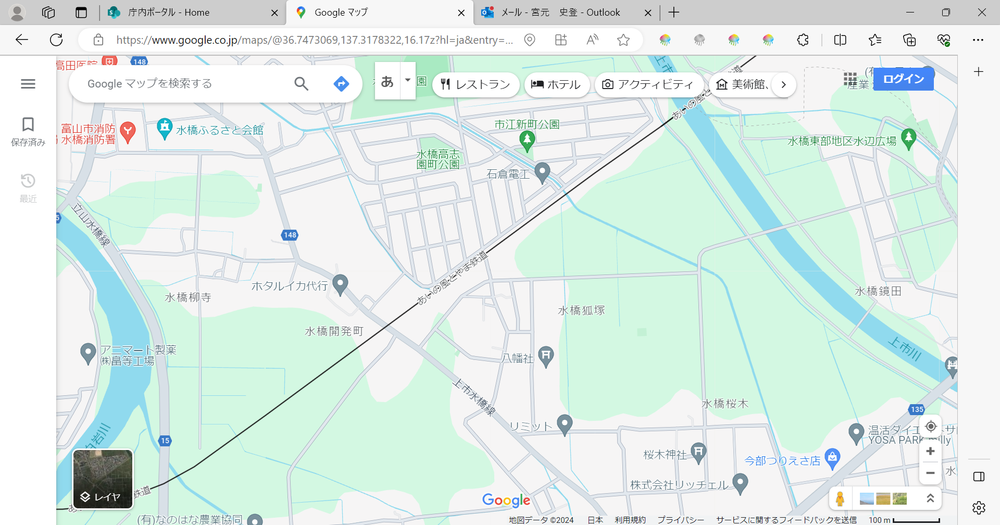 庁内ポータル - Home
Google マップ
メール - 宮元 史登 - Outlook
https://www.google.co.jp/maps/@36.7473069,137.3178322,16.17z?hl=ja&entry=...
高田医院
148
Google マップを検索する
あ
園
レストラン
ホテル
アクティビティ
美術館、
ログイン
産業
保存済み
最近
富山市消防
水橋消防署
水橋ふるさと会館
市江新町公園
水橋高志
園町公園
石倉電工
水橋東部地区水辺広場
あいの風と
立山水橋線
148
あいの風とやま鉄道
ホタルイカ代行
水橋柳寺
水橋開発町
水橋狐塚
水橋鏡田
上市川
アニマート製薬
㈱畠等工場
八幡社
上市水橋線
リミット
水橋桜木
135
15
白岩川
温活ダイエ
YOSA PARK milly
桜木神社
今部つりえさ店
株式会社リッチェル
レイヤ
鉄道
(有)なのはな農業協同
Google
地図データ ©2024
日本
利用規約
プライバシー
サービスに関するフィードバックを送信
100 m